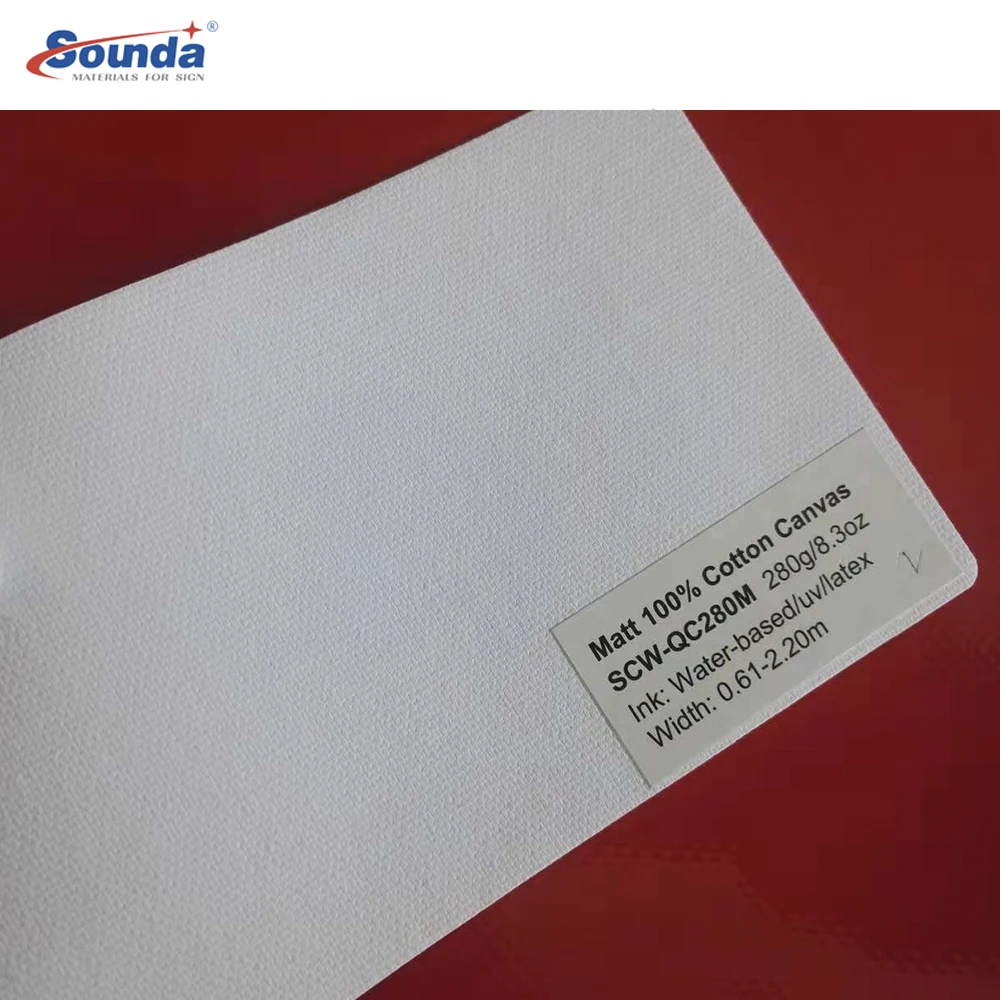 Sounda®
MATERIALS FOR SIGN
Matt 100% Cotton Canvas
SCW-QC280M 280g/8.3oz
Ink: Water-based/uv/latex
Width: 0.61-2.20m